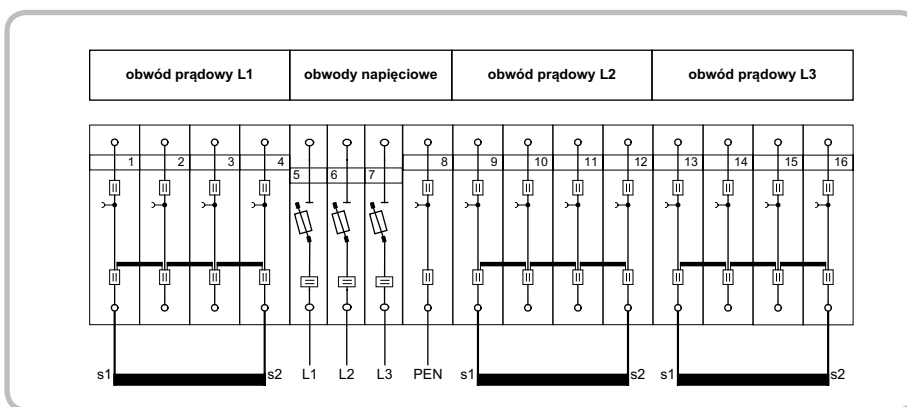 obwód prądowy L1 obwody napięciowe obwód prądowy L2 obwód prądowy L3
1 2 3 4 5 6 7 8 9 10 11 12 13 14 15 16
s1 s2 L1 L2 L3 PEN s1 s2 s1 s2